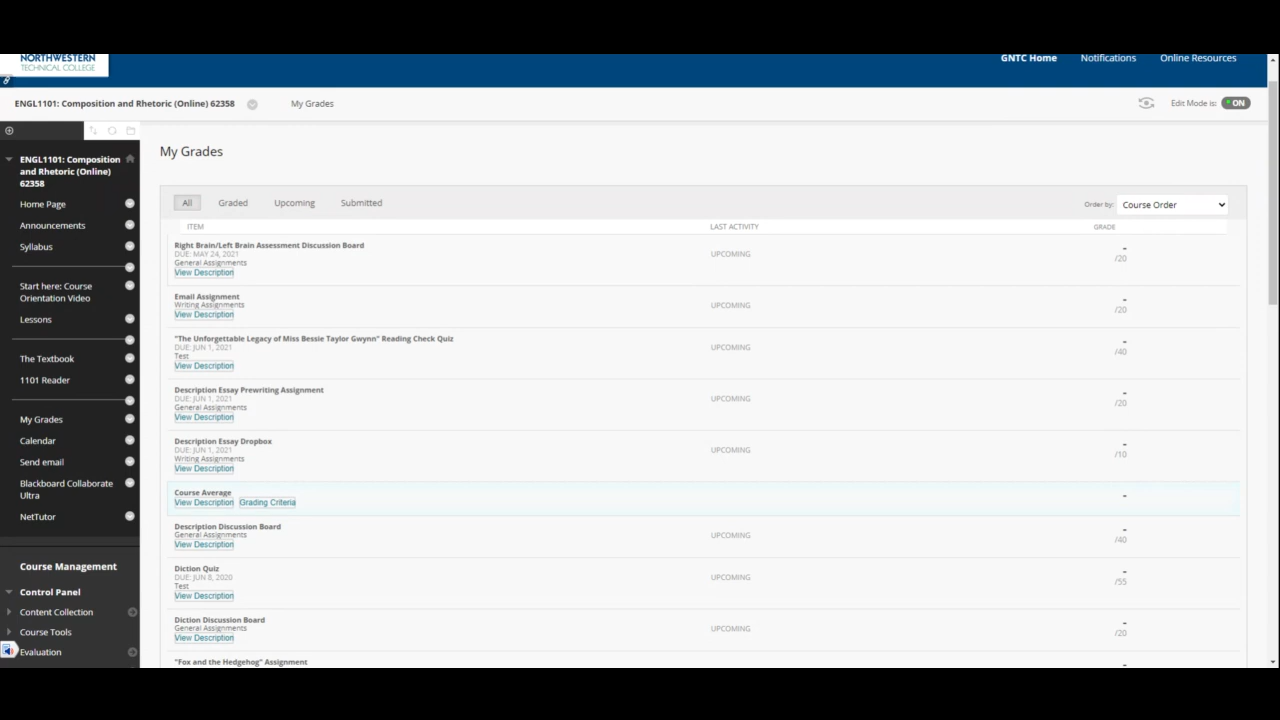 NORTHWESTERN
TECHNICAL COLLEGE
GNTC Home Notifications Online Resources
ENGL1101: Composition and Rhetoric (Online) 62358 My Grades Edit Mode is: ON
ENGL1101: Composition
and Rhetoric (Online)
62358
Home Page
Announcements
Syllabus
Start here: Course
Orientation Video
Lessons
The Textbook
1101 Reader
My Grades
Calendar
Send email
Blackboard Collaborate
Ultra
NetTutor
Course Management
Control Panel
Content Collection
Course Tools
Evaluation
My Grades
All Graded Upcoming Submitted Order by: Course Order
ITEM LAST ACTIVITY GRADE
Right Brain/Left Brain Assessment Discussion Board
DUE: MAY 24, 2021
General Assignments
View Description
UPCOMING
-
/20
Email Assignment
Writing Assignments
View Description
UPCOMING
-
/20
"The Unforgettable Legacy of Miss Bessie Taylor Gwynn" Reading Check Quiz
DUE: JUN 1, 2021
Test
View Description
UPCOMING
-
/40
Description Essay Prewriting Assignment
DUE: JUN 1, 2021
General Assignments
View Description
UPCOMING
-
/20
Description Essay Dropbox
DUE: JUN 1, 2021
Writing Assignments
View Description
UPCOMING
-
/10
Course Average
View Description Grading Criteria
-
Description Discussion Board
General Assignments
View Description
UPCOMING
-
/40
Diction Quiz
DUE: JUN 8, 2020
Test
View Description
UPCOMING
-
/55
Diction Discussion Board
General Assignments
View Description
UPCOMING
-
/20
"Fox and the Hedgehog" Assignment
-